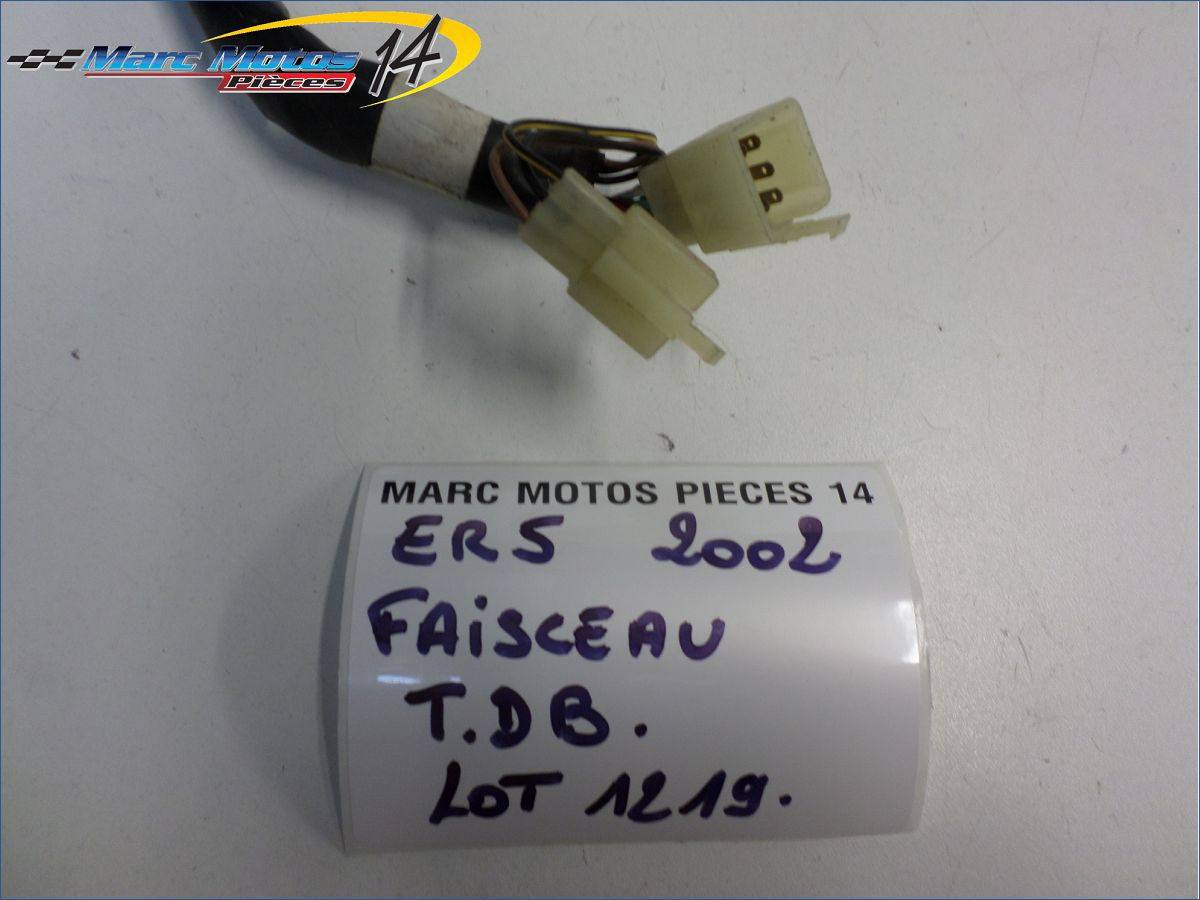 Marc Motos 14
Pièces
MARC MOTOS PIECES 14
ER5 2002
FAiSCEAU
T.DB.
LOT 1219.